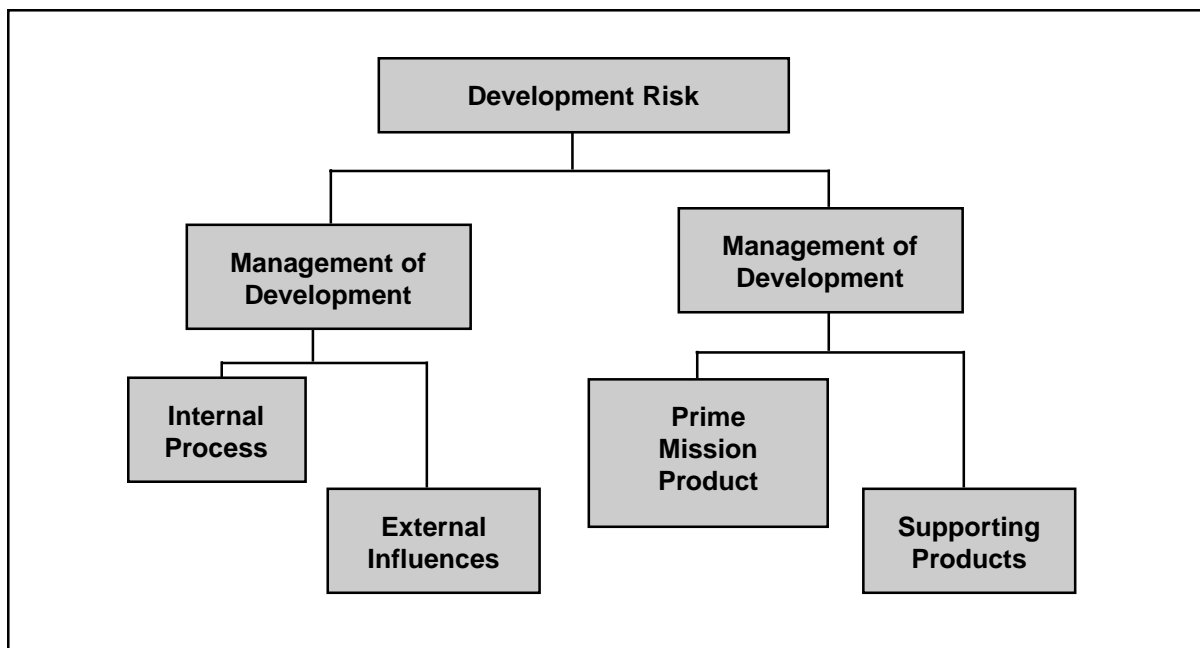 Development Risk
Management of
Development
Management of
Development
Internal
Process
External
Influences
Prime
Mission
Product
Supporting
Products